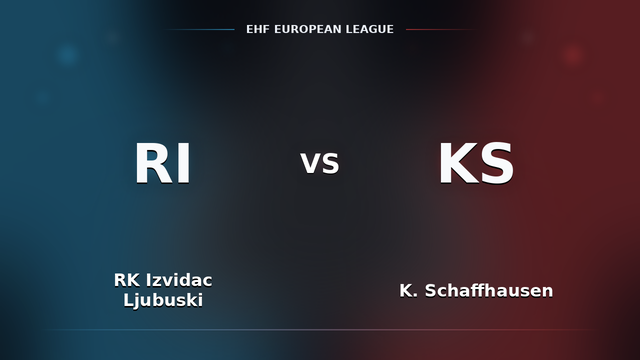 EHF EUROPEAN LEAGUE
RI
VS
KS
RK Izvidac
Ljubuski
K. Schaffhausen